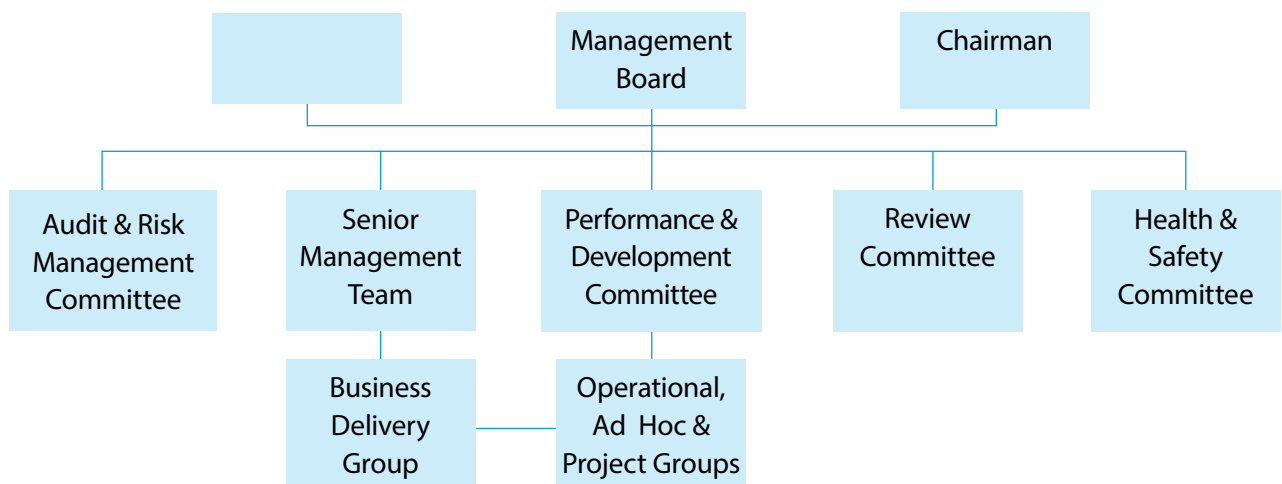 Management
Board
Chairman
Audit & Risk
Management
Committee
Senior
Management
Team
Performance &
Development
Committee
Review
Committee
Health &
Safety
Committee
Business
Delivery
Group
Operational,
Ad Hoc &
Project Groups